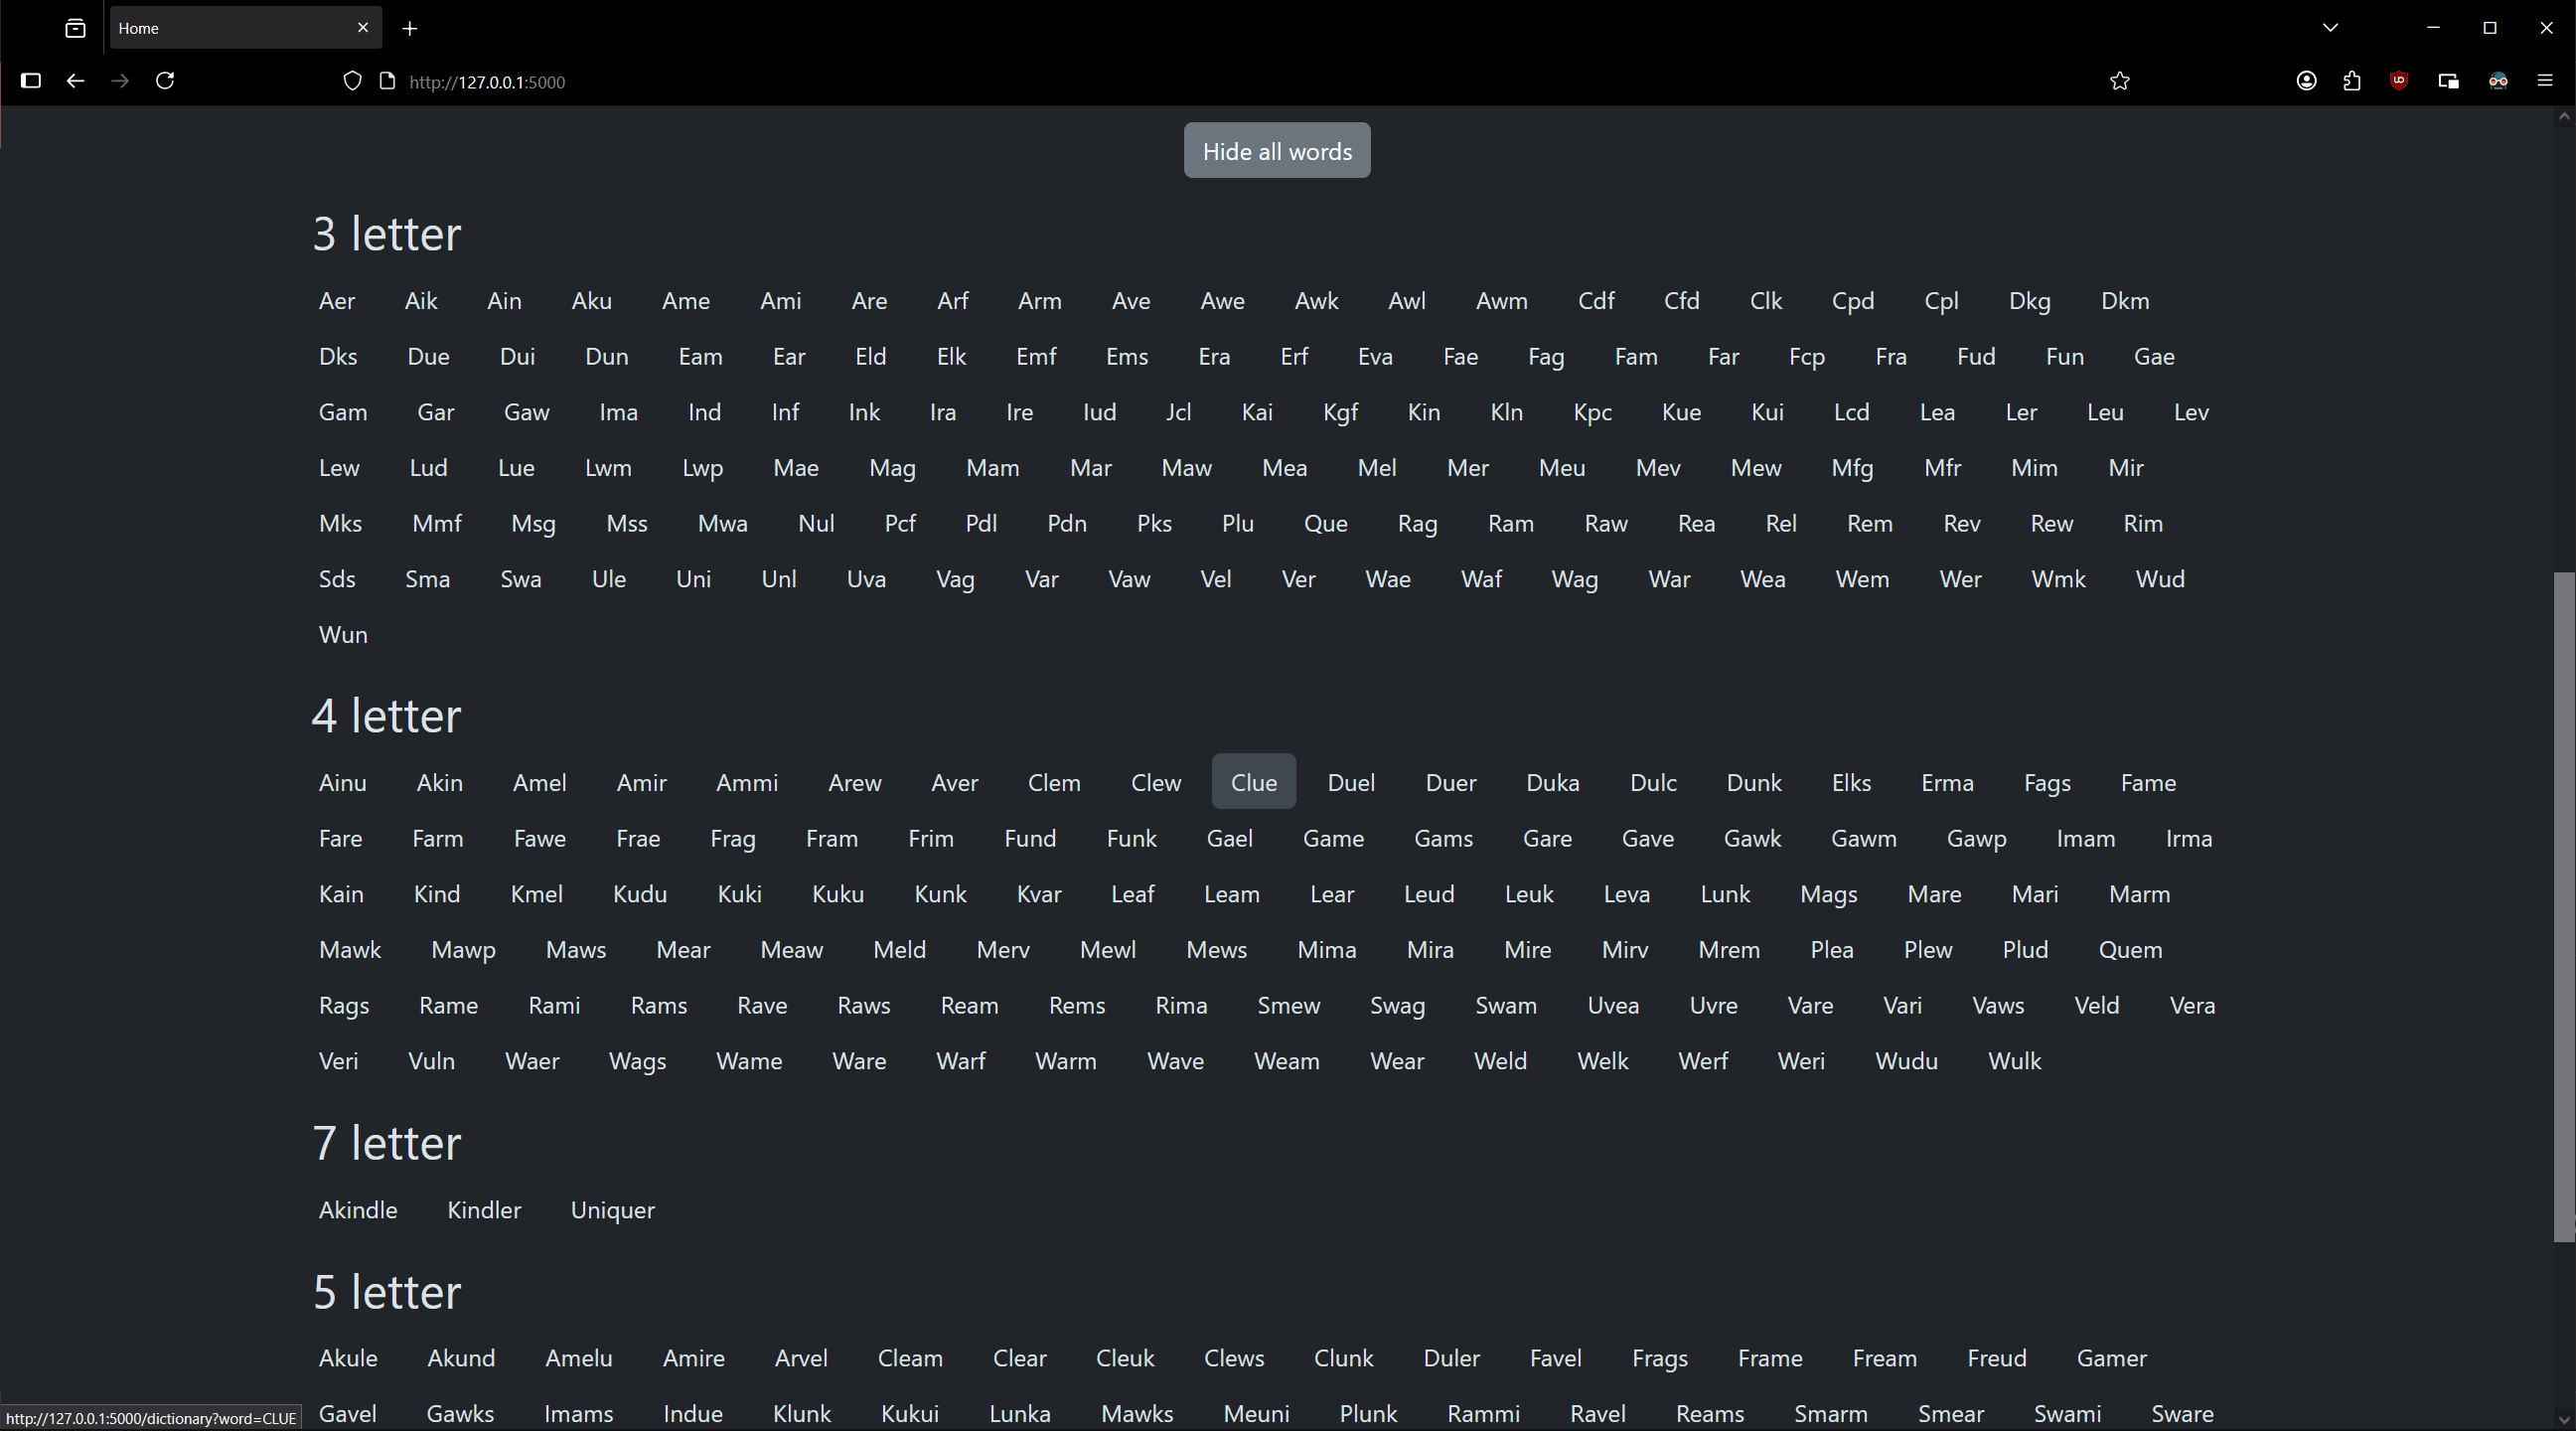 Home
http://127.0.0.1:5000
Hide all words
3 letter
Aer Aik Ain Aku Ame Ami Are Arf Arm Ave Awe Awk Awl Awm Cdf Cfd Clk Cpd Cpl Dkg Dkm
Dks Due Dui Dun Eam Ear Eld Elk Emf Ems Era Erf Eva Fae Fag Fam Far Fcp Fra Fud Fun Gae
Gam Gar Gaw Ima Ind Inf Ink Ira Ire Iud Jcl Kai Kgf Kin Kln Kpc Kue Kui Lcd Lea Ler Leu Lev
Lew Lud Lue Lwm Lwp Mae Mag Mam Mar Maw Mea Mel Mer Meu Mev Mew Mfg Mfr Mim Mir
Mks Mmf Msg Mss Mwa Nul Pcf Pdl Pdn Pks Plu Que Rag Ram Raw Rea Rel Rem Rev Rew Rim
Sds Sma Swa Ule Uni Unl Uva Vag Var Vaw Vel Ver Wae Waf Wag War Wea Wem Wer Wmk Wud
Wun
4 letter
Ainu Akin Amel Amir Ammi Arew Aver Clem Clew Clue Duel Duer Duka Dulc Dunk Elks Erma Fags Fame
Fare Farm Fawe Frae Frag Fram Frim Fund Funk Gael Game Gams Gare Gave Gawk Gawm Gawp Imam Irma
Kain Kind Kmel Kudu Kuki Kuku Kunk Kvar Leaf Leam Lear Leud Leuk Leva Lunk Mags Mare Mari Marm
Mawk Mawp Maws Mear Meaw Meld Merv Mewl Mews Mima Mira Mire Mirv Mrem Plea Plew Plud Quem
Rags Rame Rami Rams Rave Raws Ream Rems Rima Smew Swag Swam Uvea Uvre Vare Vari Vaws Veld Vera
Veri Vuln Waer Wags Wame Ware Warf Warm Wave Weam Wear Weld Welk Werf Weri Wudu Wulk
7 letter
Akindle Kindler Uniquer
5 letter
Akule Akund Amelu Amire Arvel Cleam Clear Cleuk Clews Clunk Duler Favel Frags Frame Fream Freud Gamer
Gavel Gawks Imams Indue Klunk Kukui Lunka Mawks Meuni Plunk Rammi Ravel Reams Smarm Smear Swami Sware
http://127.0.0.1:5000/dictionary?word=CLUE